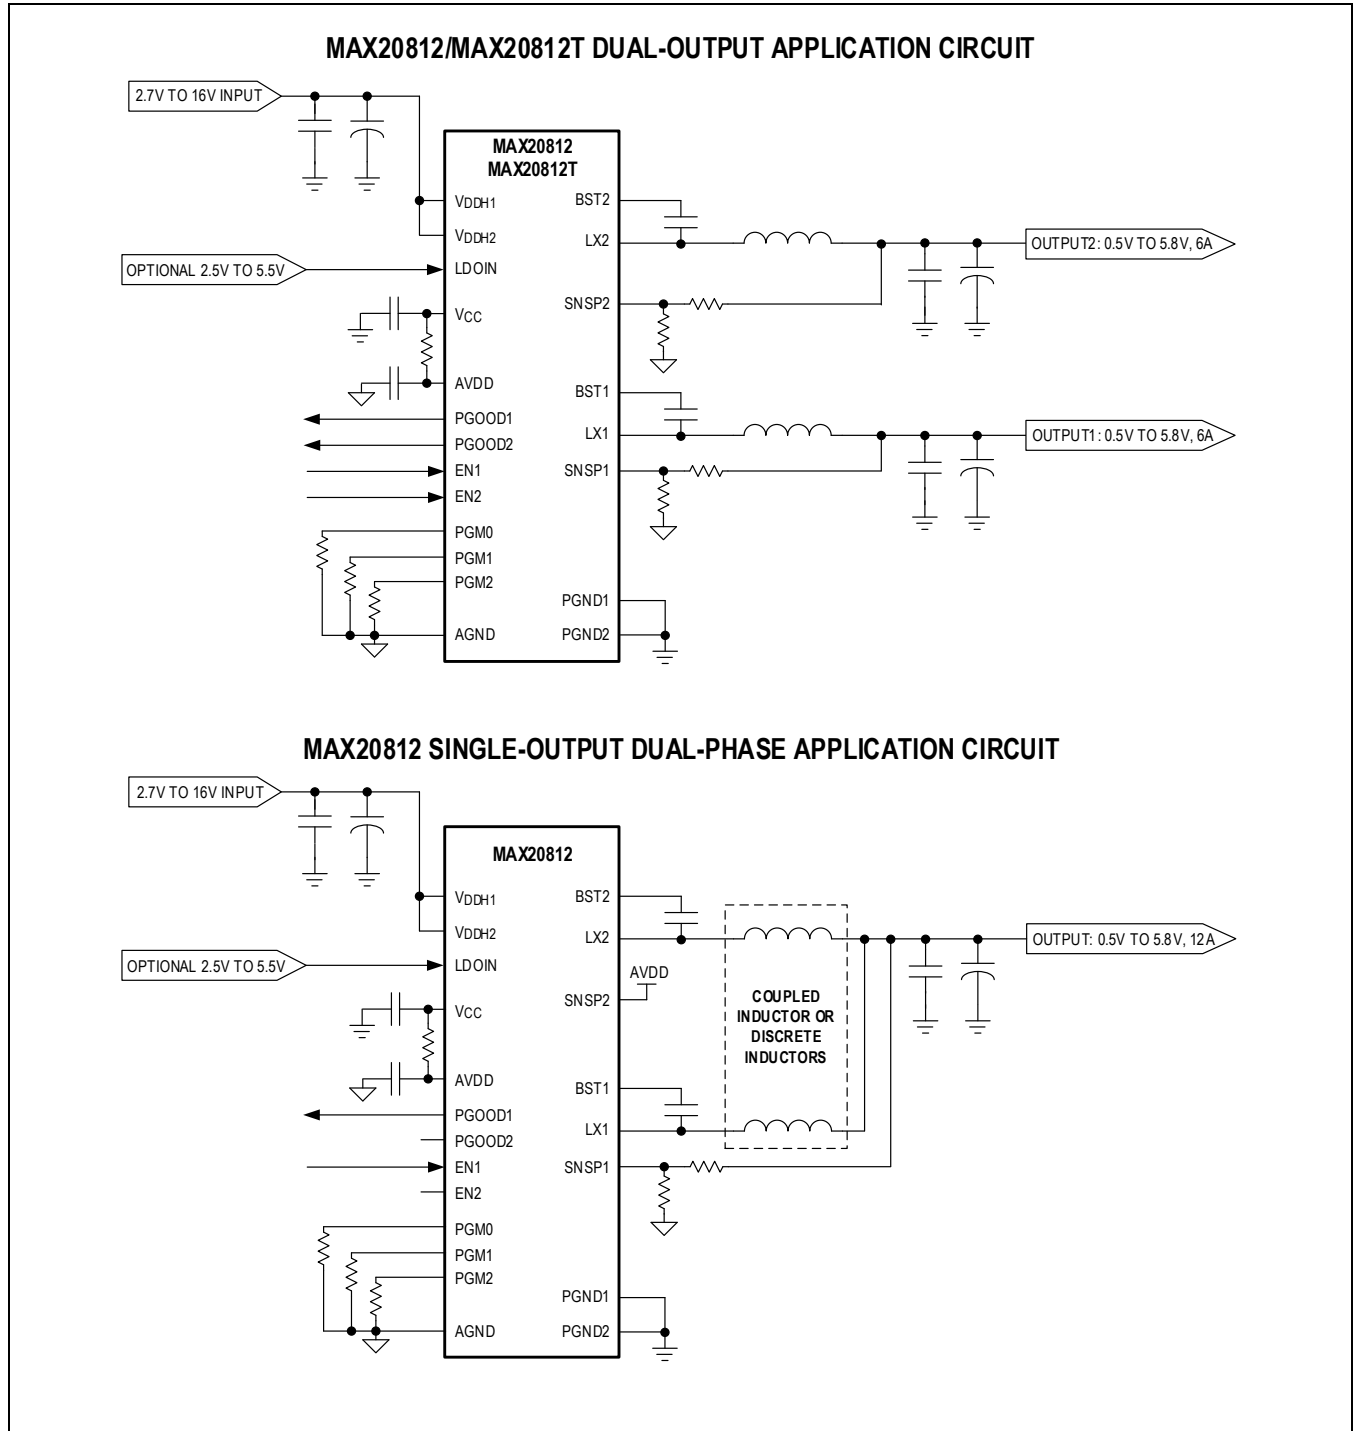 MAX20812/MAX20812T DUAL-OUTPUT APPLICATION CIRCUIT
2.7V TO 16V INPUT
MAX20812
MAX20812T
VDDH1
BST2
VDDH2
LX2
OUTPUT2: 0.5V TO 5.8V, 6A
OPTIONAL 2.5V TO 5.5V
LDOIN
SNSP2
VCC
AVDD
BST1
PGOOD1
LX1
OUTPUT1: 0.5V TO 5.8V, 6A
PGOOD2
EN1
SNSP1
EN2
PGM0
PGM1
PGM2
PGND1
AGND
PGND2
MAX20812 SINGLE-OUTPUT DUAL-PHASE APPLICATION CIRCUIT
2.7V TO 16V INPUT
MAX20812
VDDH1
BST2
VDDH2
LX2
OUTPUT: 0.5V TO 5.8V, 12A
OPTIONAL 2.5V TO 5.5V
LDOIN
AVDD
SNSP2
COUPLED
INDUCTOR OR
DISCRETE
INDUCTORS
VCC
AVDD
BST1
PGOOD1
LX1
PGOOD2
EN1
SNSP1
EN2
PGM0
PGM1
PGM2
PGND1
AGND
PGND2